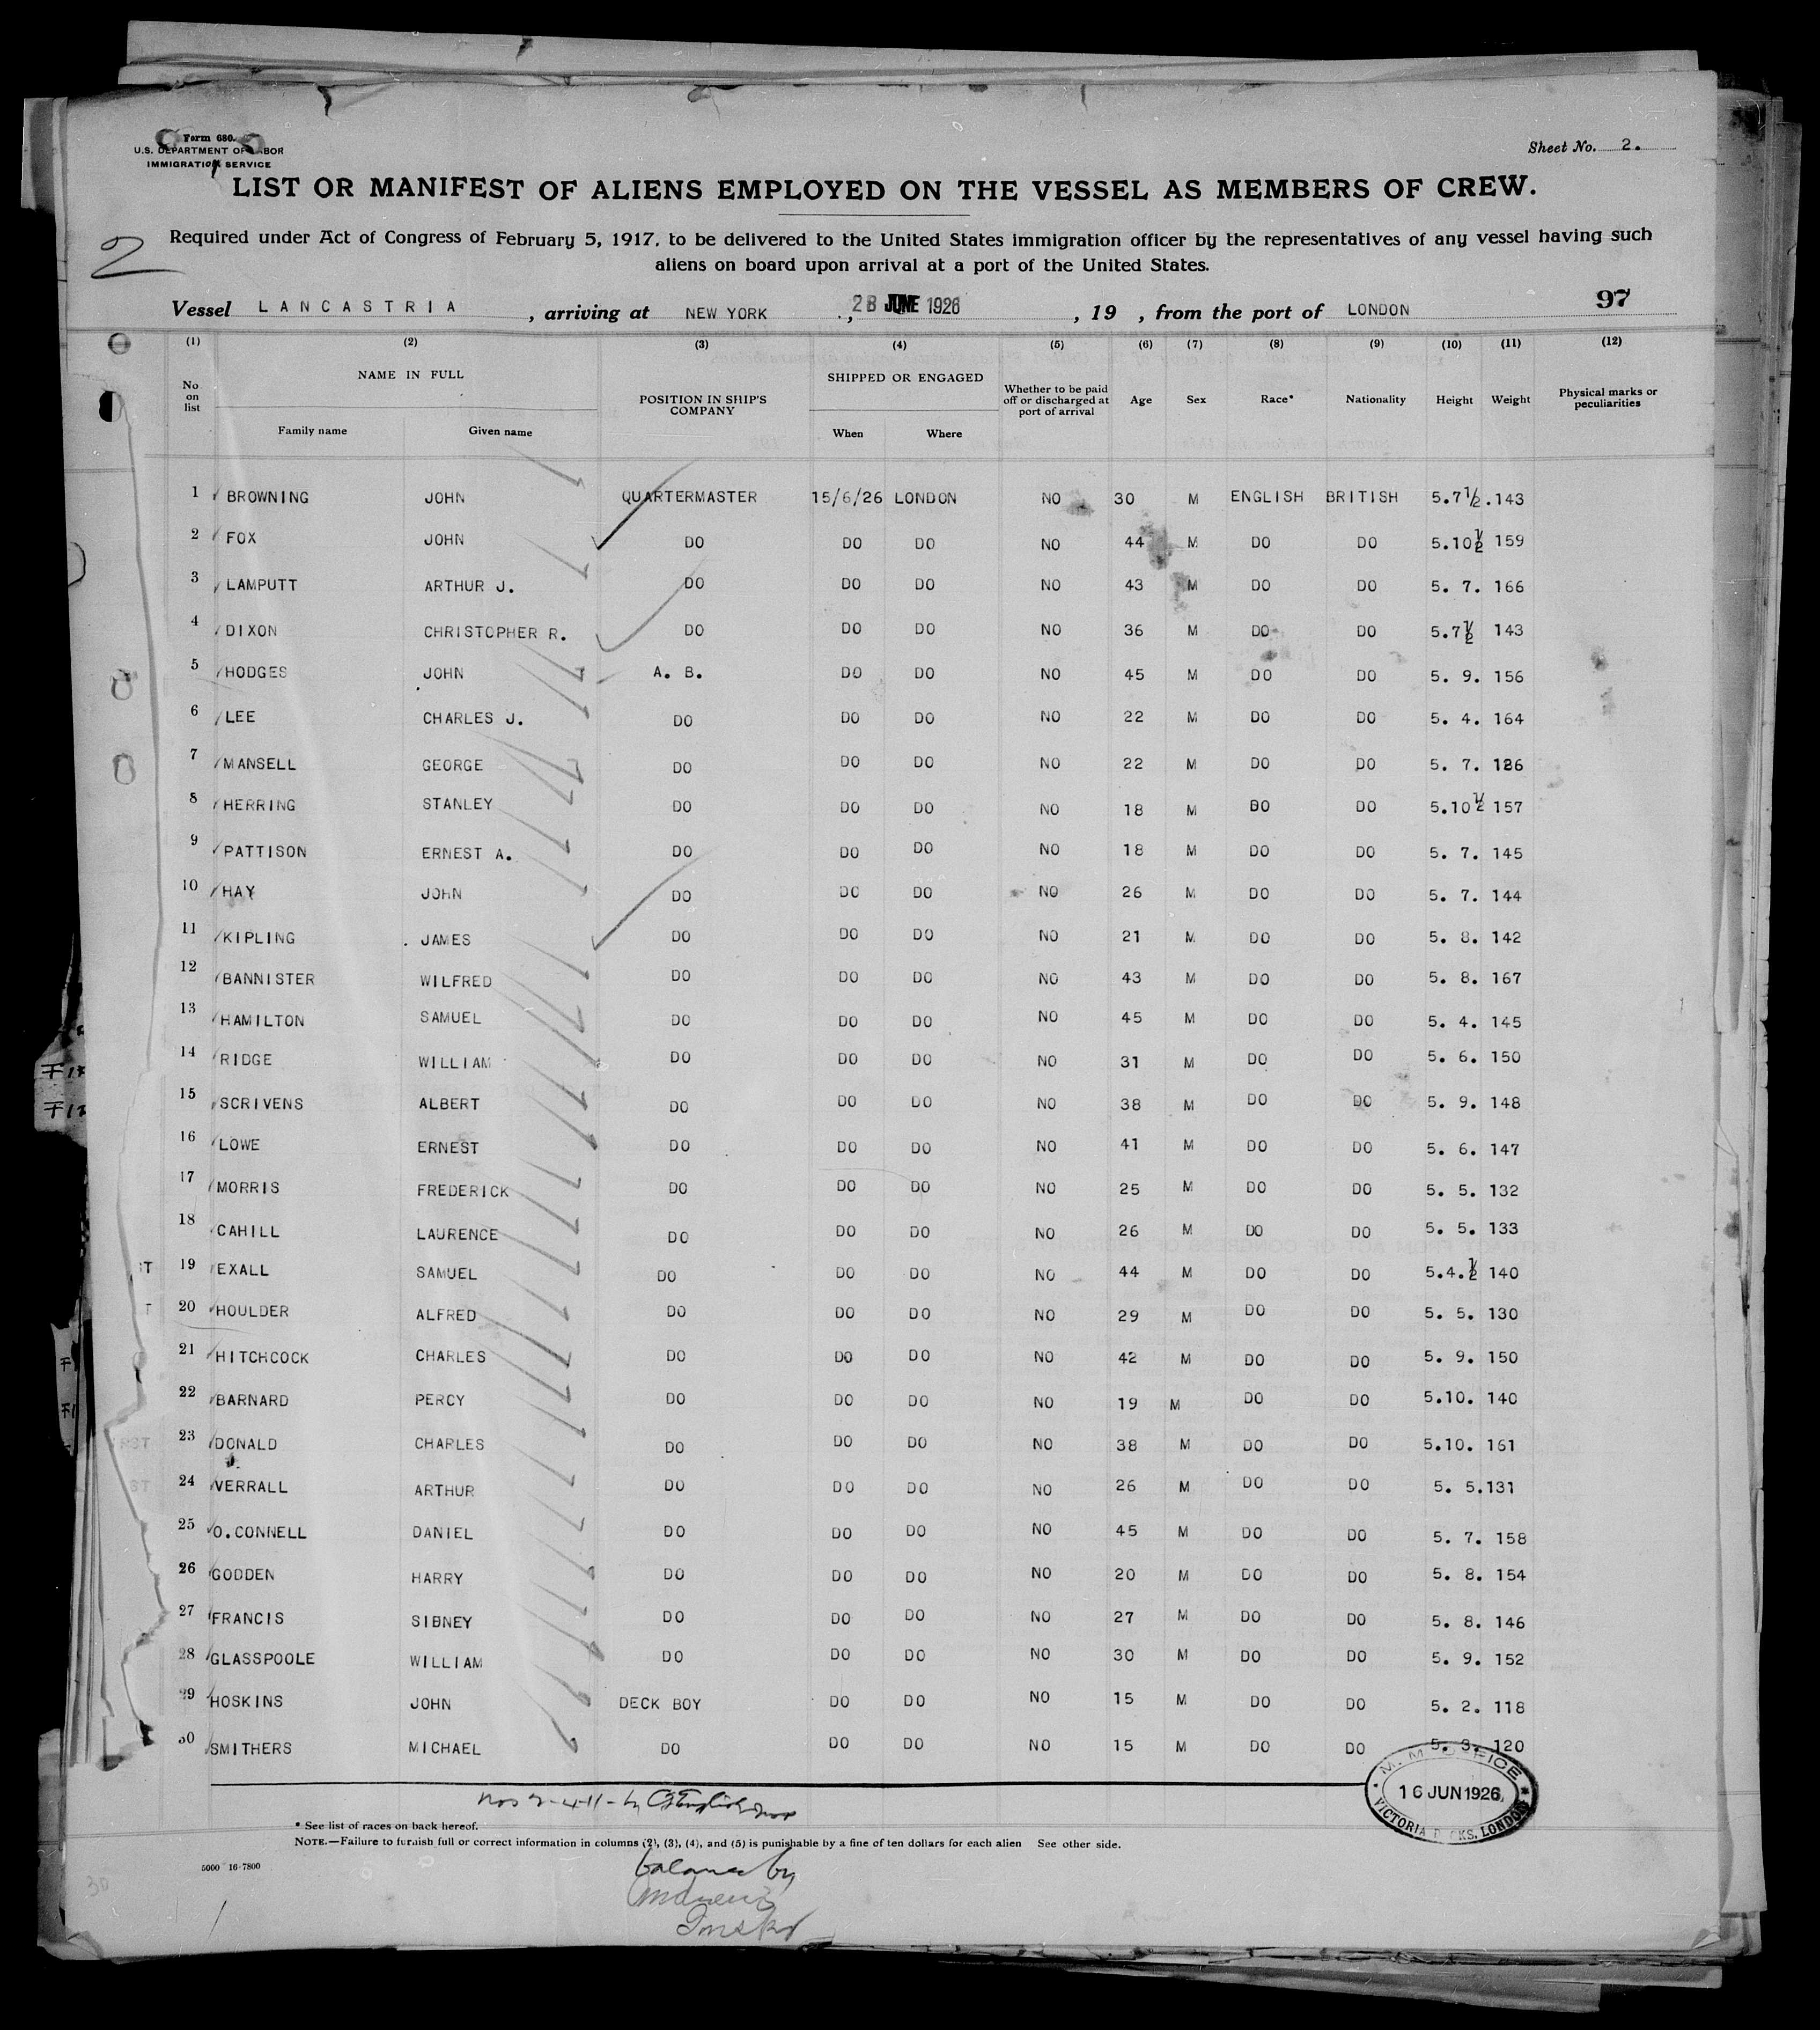 Form 680.
U.S. DEPARTMENT OF LABOR
IMMIGRATION SERVICE
Sheet No. 2.
LIST OR MANIFEST OF ALIENS EMPLOYED ON THE VESSEL AS MEMBERS OF CREW.
2
Required under Act of Congress of February 5, 1917, to be delivered to the United States immigration officer by the representatives of any vessel having such
aliens on board upon arrival at a port of the United States.
97
Vessel LANCASTRIA , arriving at NEW YORK , 28 JUNE 1926 , 19 , from the port of LONDON
(1) (2) (3) (4) (5) (6) (7) (8) (9) (10) (11) (12)
No on list NAME IN FULL Family name Given name POSITION IN SHIP'S COMPANY SHIPPED OR ENGAGED When Where Whether to be paid off or discharged at port of arrival Age Sex Race* Nationality Height Weight Physical marks or peculiarities
1 BROWNING JOHN QUARTERMASTER 15/6/26 LONDON NO 30 M ENGLISH BRITISH 5.7½.143
2 FOX JOHN DO DO DO NO 44 M DO DO 5.10½ 159
3 LAMPUTT ARTHUR J. DO DO DO NO 43 M DO DO 5. 7. 166
4 DIXON CHRISTOPHER R. DO DO DO NO 36 M DO DO 5.7½ 143
5 HODGES JOHN A. B. DO DO NO 45 M DO DO 5. 9. 156
6 LEE CHARLES J. DO DO DO NO 22 M DO DO 5. 4. 164
7 MANSELL GEORGE DO DO DO NO 22 M DO DO 5. 7. 126
8 HERRING STANLEY DO DO DO NO 18 M DO DO 5.10½ 157
9 PATTISON ERNEST A. DO DO DO NO 18 M DO DO 5. 7. 145
10 HAY JOHN DO DO DO NO 26 M DO DO 5. 7. 144
11 KIPLING JAMES DO DO DO NO 21 M DO DO 5. 8. 142
12 BANNISTER WILFRED DO DO DO NO 43 M DO DO 5. 8. 167
13 HAMILTON SAMUEL DO DO DO NO 45 M DO DO 5. 4. 145
14 RIDGE WILLIAM DO DO DO NO 31 M DO DO 5. 6. 150
15 SCRIVENS ALBERT DO DO DO NO 38 M DO DO 5. 9. 148
16 LOWE ERNEST DO DO DO NO 41 M DO DO 5. 6. 147
17 MORRIS FREDERICK DO DO DO NO 25 M DO DO 5. 5. 132
18 CAHILL LAURENCE DO DO DO NO 26 M DO DO 5. 5. 133
19 EXALL SAMUEL DO DO DO NO 44 M DO DO 5.4.½ 140
20 HOULDER ALFRED DO DO DO NO 29 M DO DO 5. 5. 130
21 HITCHCOCK CHARLES DO DO DO NO 42 M DO DO 5. 9. 150
22 BARNARD PERCY DO DO DO NO 19 M DO DO 5.10. 140
23 DONALD CHARLES DO DO DO NO 38 M DO DO 5.10. 161
24 VERRALL ARTHUR DO DO DO NO 26 M DO DO 5. 5.131
25 O.CONNELL DANIEL DO DO DO NO 45 M DO DO 5. 7. 158
26 GODDEN HARRY DO DO DO NO 20 M DO DO 5. 8. 154
27 FRANCIS SIBNEY DO DO DO NO 27 M DO DO 5. 8. 146
28 GLASSPOOLE WILLIAM DO DO DO NO 30 M DO DO 5. 9. 152
29 HOSKINS JOHN DECK BOY DO DO NO 15 M DO DO 5. 2. 118
30 SMITHERS MICHAEL DO DO DO NO 15 M DO DO 5. 3. 120
M. M. OFFICE
16 JUN 1926
VICTORIA DOCKS, LONDON
* See list of races on back hereof.
NOTE.—Failure to furnish full or correct information in columns (2), (3), (4), and (5) is punishable by a fine of ten dollars for each alien See other side.
5000 16-7800
balance by
30